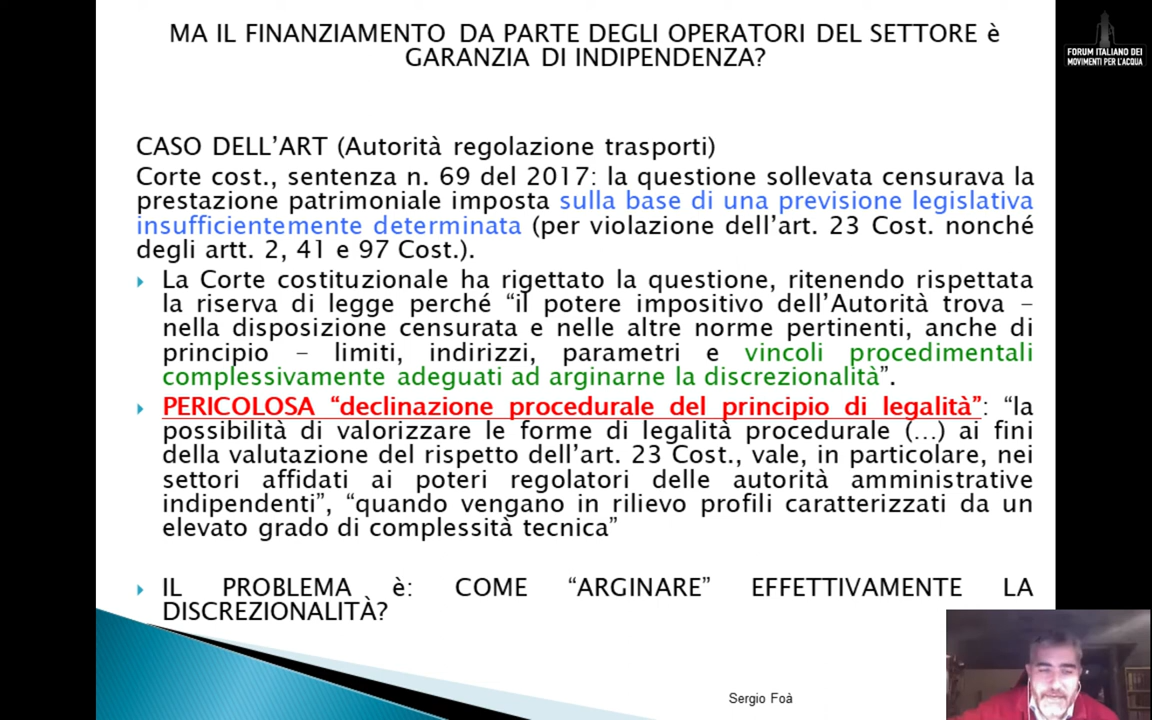 MA IL FINANZIAMENTO DA PARTE DEGLI OPERATORI DEL SETTORE è
GARANZIA DI INDIPENDENZA?
FORUM ITALIANO DEI
MOVIMENTI PER L'ACQUA
CASO DELL'ART (Autorità regolazione trasporti)
Corte cost., sentenza n. 69 del 2017: la questione sollevata censurava la
prestazione patrimoniale imposta sulla base di una previsione legislativa
insufficientemente determinata (per violazione dell'art. 23 Cost. nonché
degli artt. 2, 41 e 97 Cost.).
La Corte costituzionale ha rigettato la questione, ritenendo rispettata
la riserva di legge perché “il potere impositivo dell'Autorità trova –
nella disposizione censurata e nelle altre norme pertinenti, anche di
principio – limiti, indirizzi, parametri e vincoli procedimentali
complessivamente adeguati ad arginarne la discrezionalità”.
PERICOLOSA “declinazione procedurale del principio di legalità”: “la
possibilità di valorizzare le forme di legalità procedurale (…) ai fini
della valutazione del rispetto dell'art. 23 Cost., vale, in particolare, nei
settori affidati ai poteri regolatori delle autorità amministrative
indipendenti”, “quando vengano in rilievo profili caratterizzati da un
elevato grado di complessità tecnica”
IL PROBLEMA è: COME “ARGINARE” EFFETTIVAMENTE LA
DISCREZIONALITÀ?
Sergio Foà